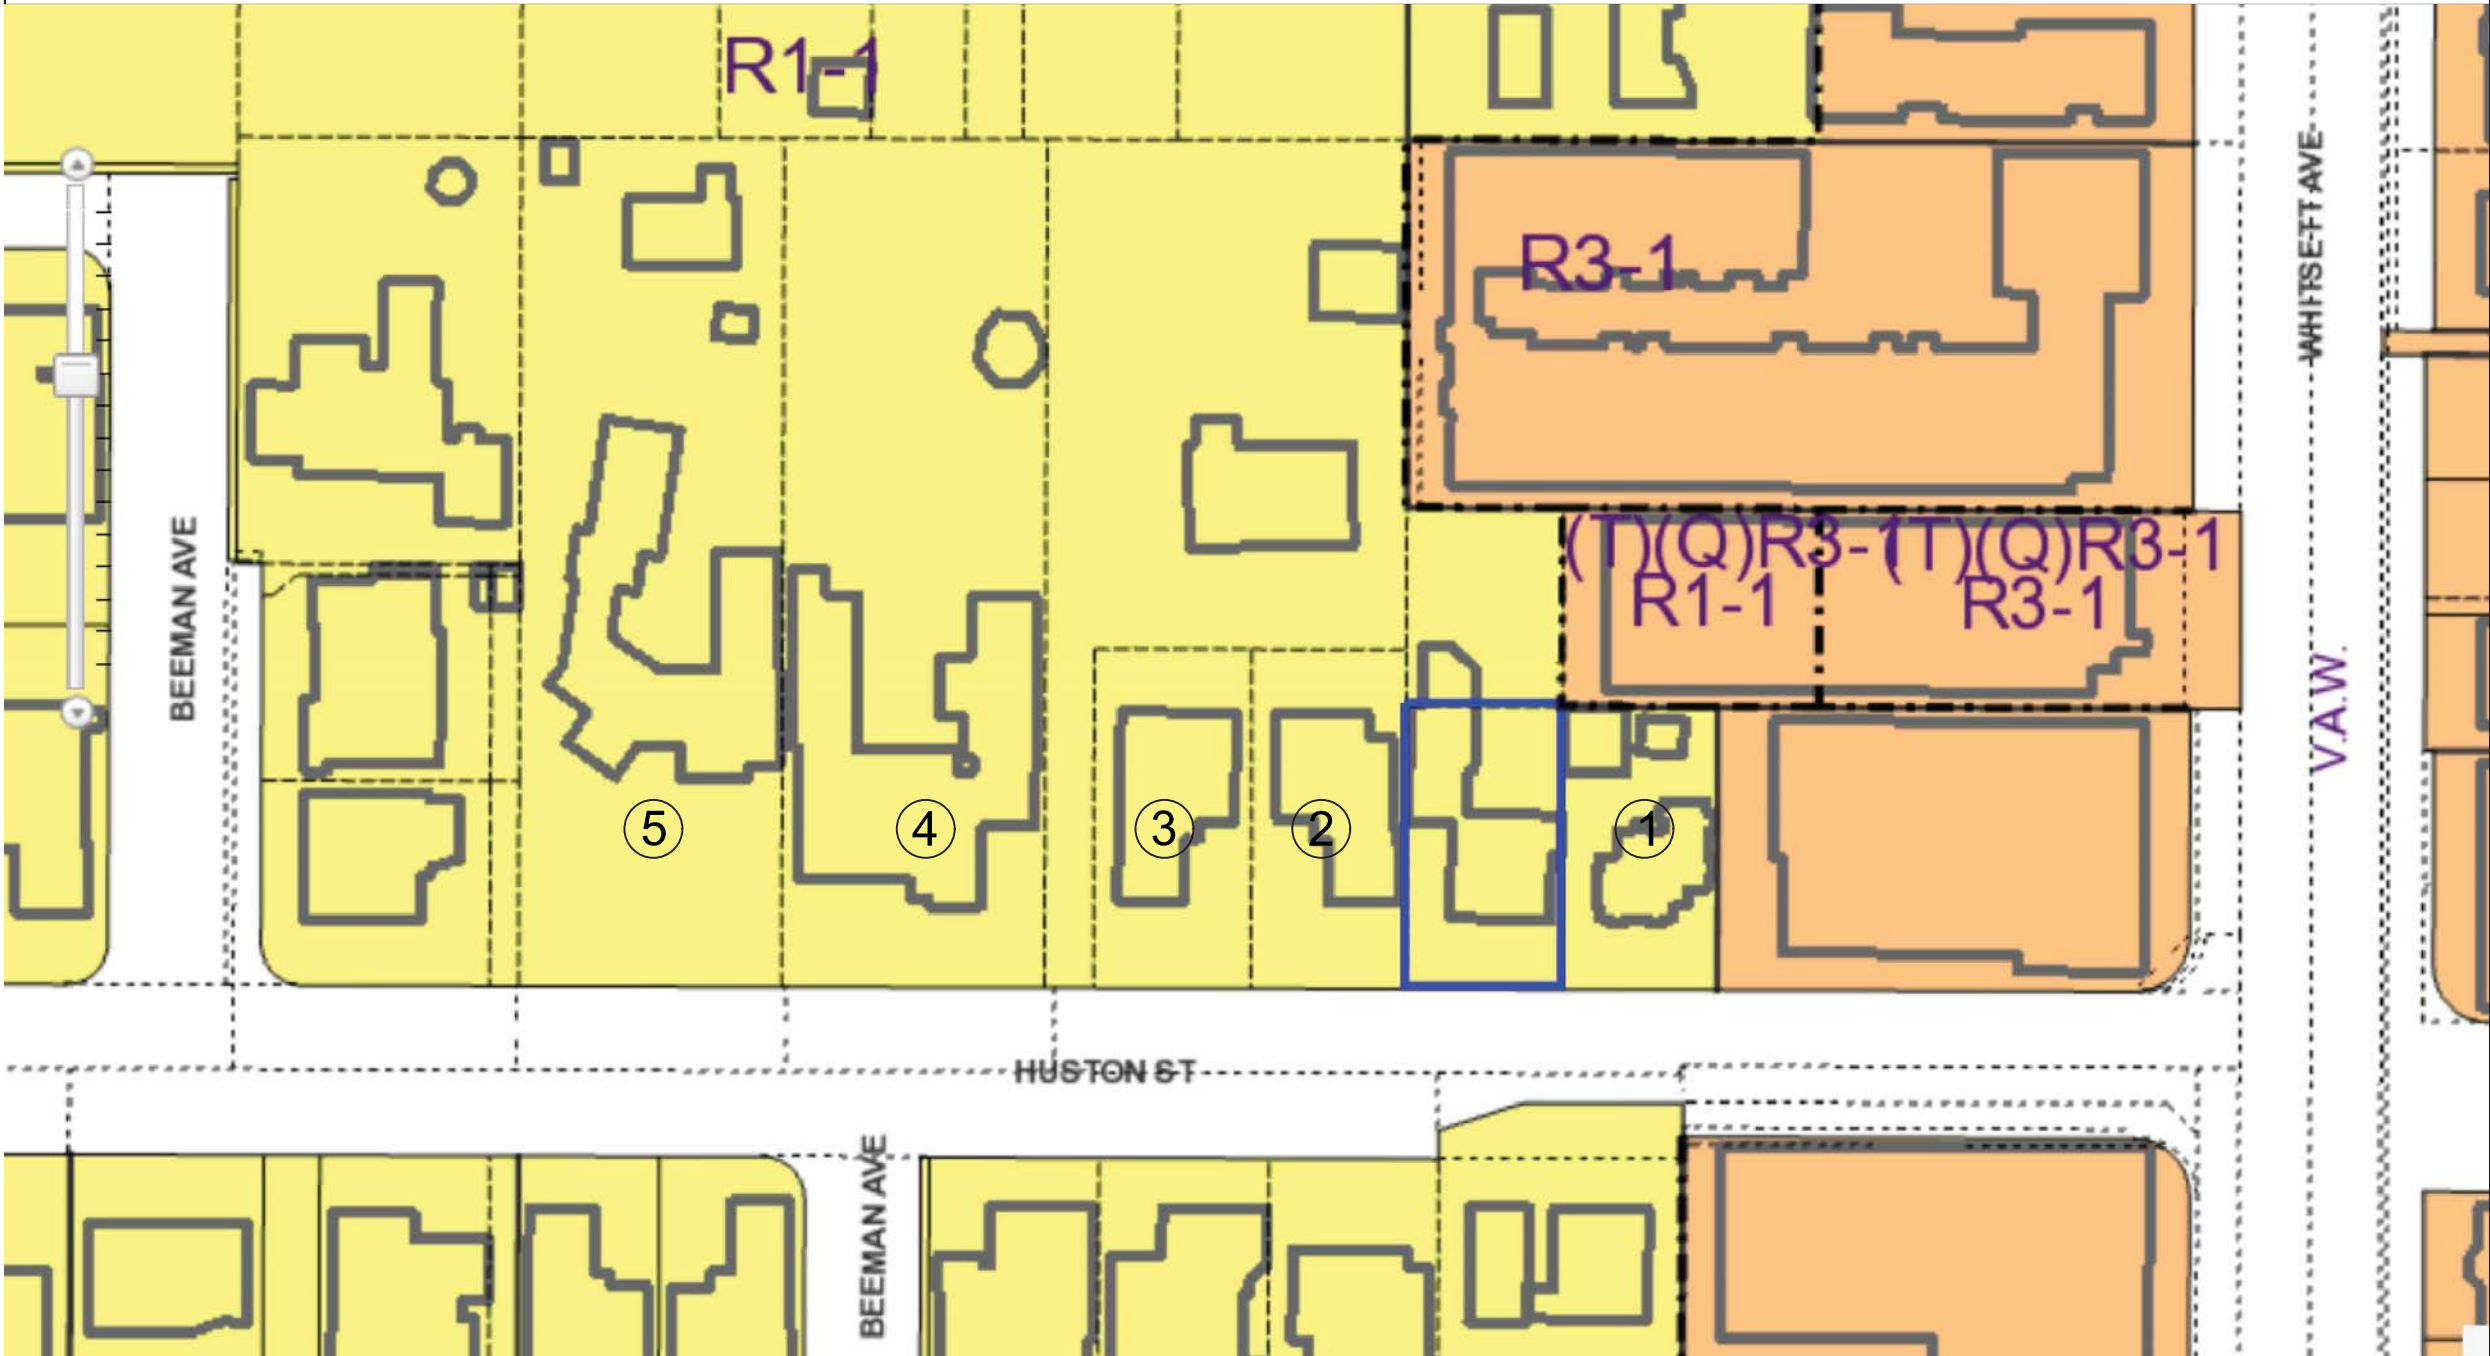 R1-1
R3-1
WHITSETT AVE
(T)(Q)R3-1
R1-1
(T)(Q)R3-1
R3-1
BEEMAN AVE
V.A.W.
⑤
④
③
②
①
HUSTON ST
BEEMAN AVE